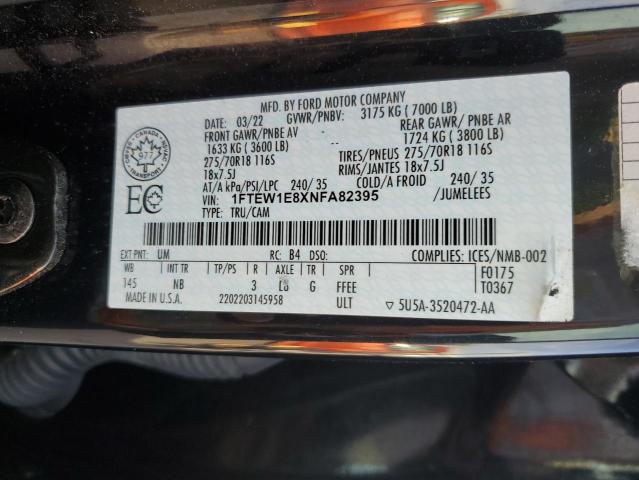 MFD. BY FORD MOTOR COMPANY
DATE: 03/22 GVWR/PNBV: 3175 KG ( 7000 LB)
FRONT GAWR/PNBE AV REAR GAWR / PNBE AR
1633 KG ( 3600 LB) 1724 KG ( 3800 LB)
275/70R18 116S TIRES/PNEUS 275/70R18 116S
18x7.5J RIMS/JANTES 18x7.5J
AT/A kPa/PSI/LPC 240/ 35 COLD/A FROID 240/ 35
VIN: 1FTEW1E8XNFA82395 /JUMELEES
TYPE: TRU/CAM
CANADA
977
TRANSPORT
EC
EXT PNT: UM RC: B4 DSO: COMPLIES: ICES/NMB-002
WB INT TR TP/PS R AXLE TR SPR F0175
145 NB 3 L6 G FFEE T0367
MADE IN U.S.A. 2202203145958 ULT ▽ 5U5A-3520472-AA